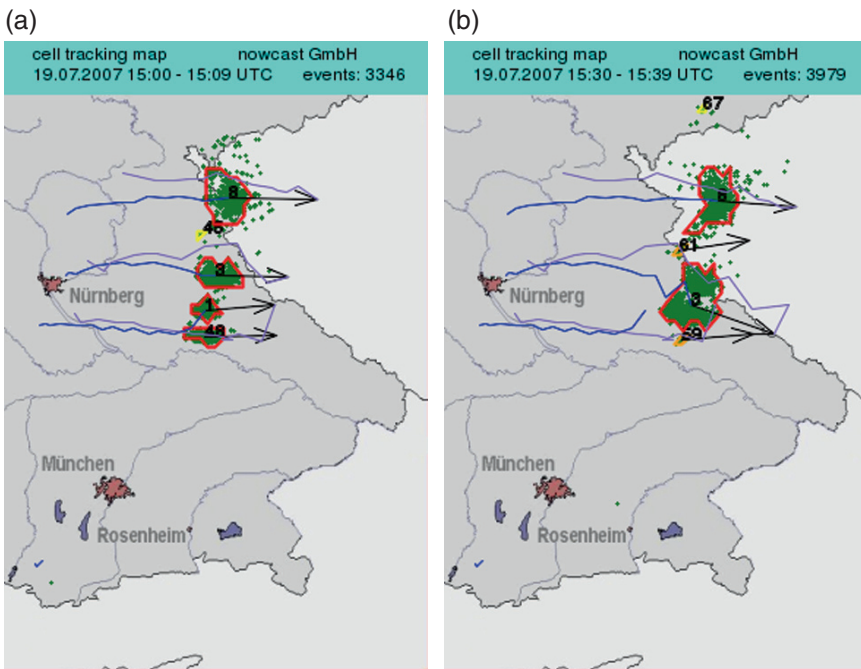 (a)
cell tracking map nowcast GmbH
19.07.2007 15:00 - 15:09 UTC events: 3346
8
45
3
1
Nürnberg
München
Rosenheim
(b)
cell tracking map nowcast GmbH
19.07.2007 15:30 - 15:39 UTC events: 3979
67
61
Nürnberg
3
59
München
Rosenheim